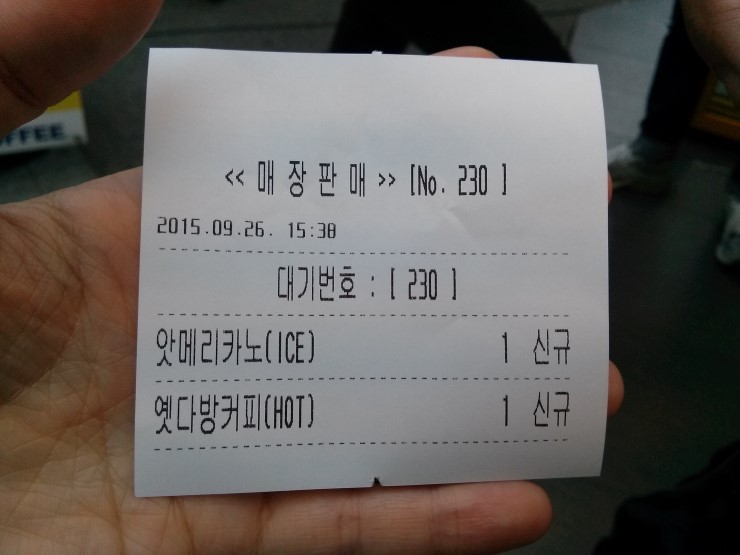 << 매 장 판 매 >> [No. 230 ]
2015.09.26. 15:38
대기번호 : [ 230 ]
앗메리카노(ICE) 1 신규
옛다방커피(HOT) 1 신규